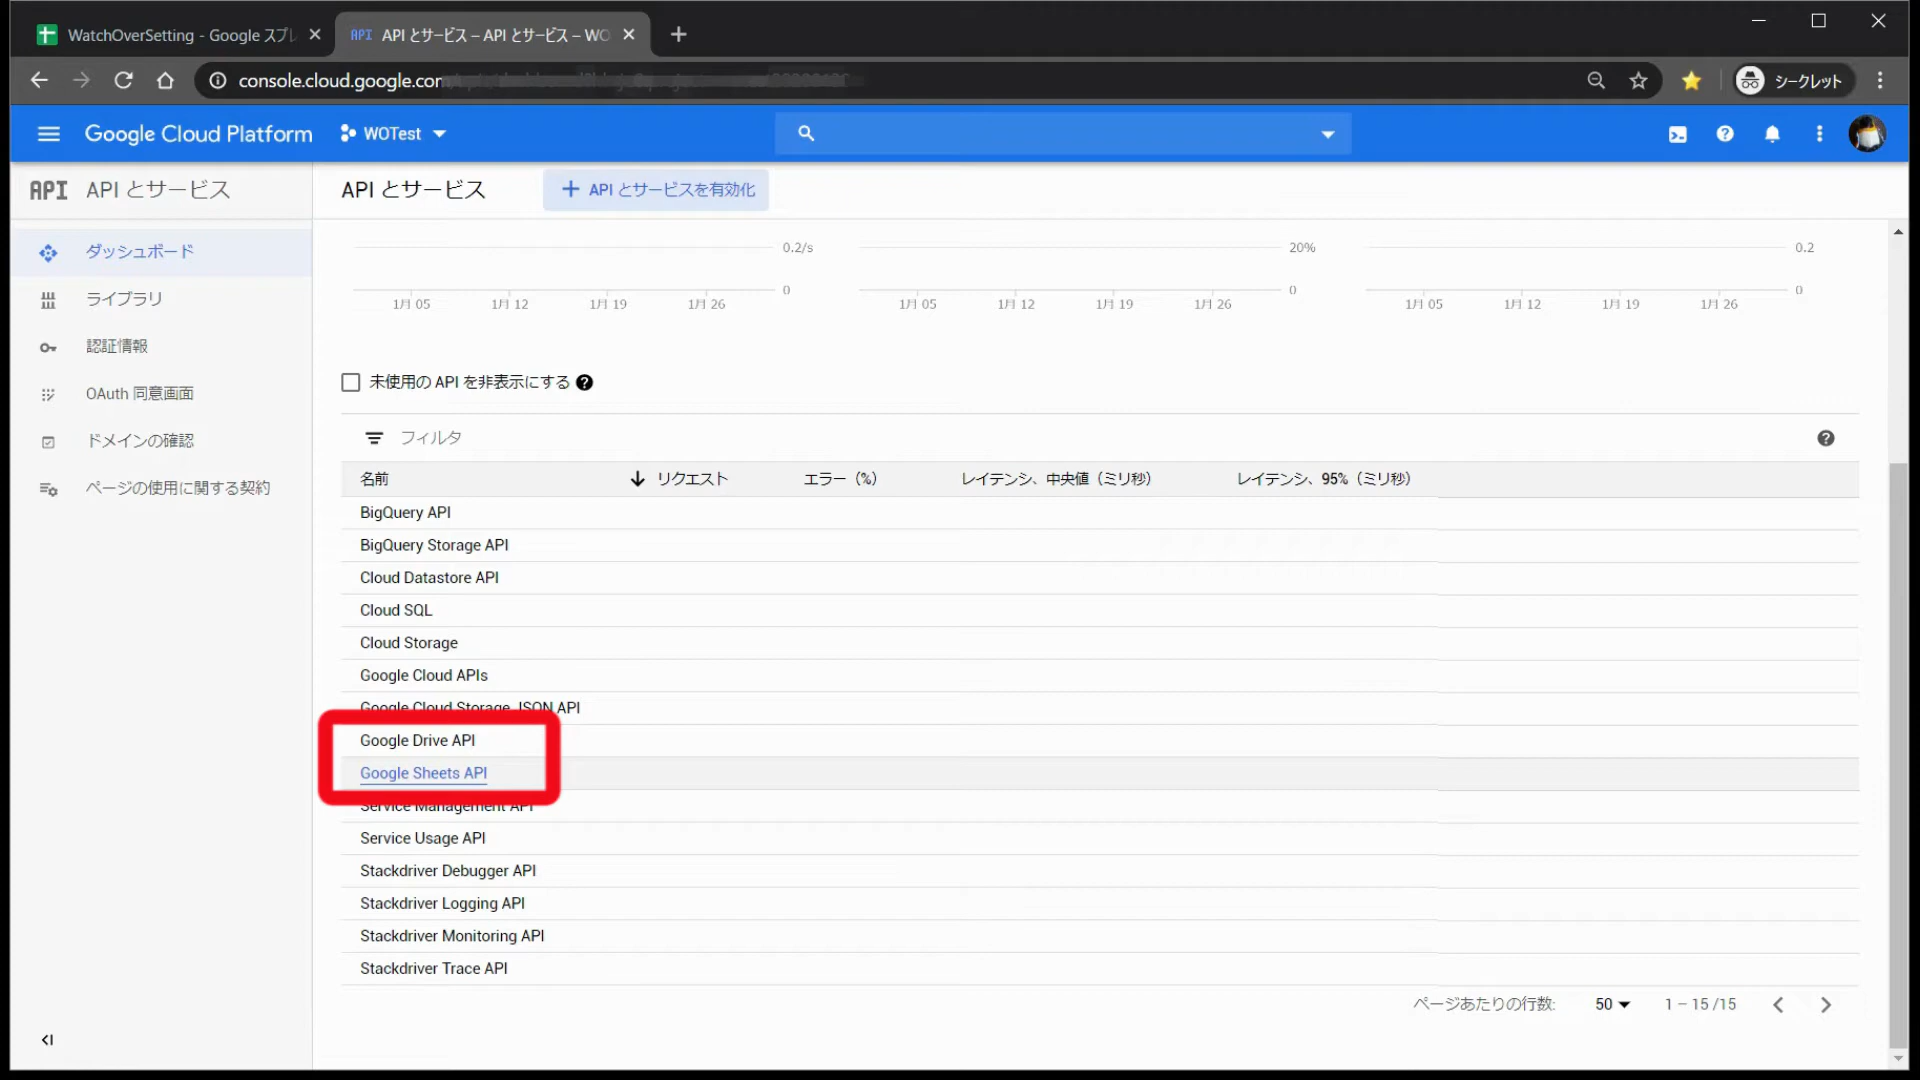 WatchOverSetting - Google スプレ
API API とサービス – API とサービス – WO
console.cloud.google.com
シークレット
Google Cloud Platform
WOTest
API API とサービス
API とサービス
API とサービスを有効化
ダッシュボード
ライブラリ
認証情報
OAuth 同意画面
ドメインの確認
ページの使用に関する契約
0.2/s
0
1月 05 1月 12 1月 19 1月 26
20%
0
1月 05 1月 12 1月 19 1月 26
0.2
0
1月 05 1月 12 1月 19 1月 26
未使用の API を非表示にする
フィルタ
名前 リクエスト エラー（%） レイテンシ、中央値（ミリ秒） レイテンシ、95%（ミリ秒）
BigQuery API
BigQuery Storage API
Cloud Datastore API
Cloud SQL
Cloud Storage
Google Cloud APIs
Google Cloud Storage JSON API
Google Drive API
Google Sheets API
Service Management API
Service Usage API
Stackdriver Debugger API
Stackdriver Logging API
Stackdriver Monitoring API
Stackdriver Trace API
ページあたりの行数: 50 1 – 15 /15